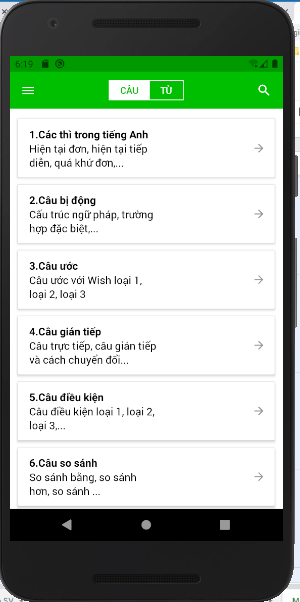 6:19
CÂU TỪ
1.Các thì trong tiếng Anh
Hiện tại đơn, hiện tại tiếp
diễn, quá khứ đơn,...
2.Câu bị động
Cấu trúc ngữ pháp, trường
hợp đặc biệt,...
3.Câu ước
Câu ước với Wish loại 1,
loại 2, loại 3
4.Câu gián tiếp
Câu trực tiếp, câu gián tiếp
và cách chuyển đổi...
5.Câu điều kiện
Câu điều kiện loại 1, loại 2,
loại 3,...
6.Câu so sánh
So sánh bằng, so sánh
hơn, so sánh ...